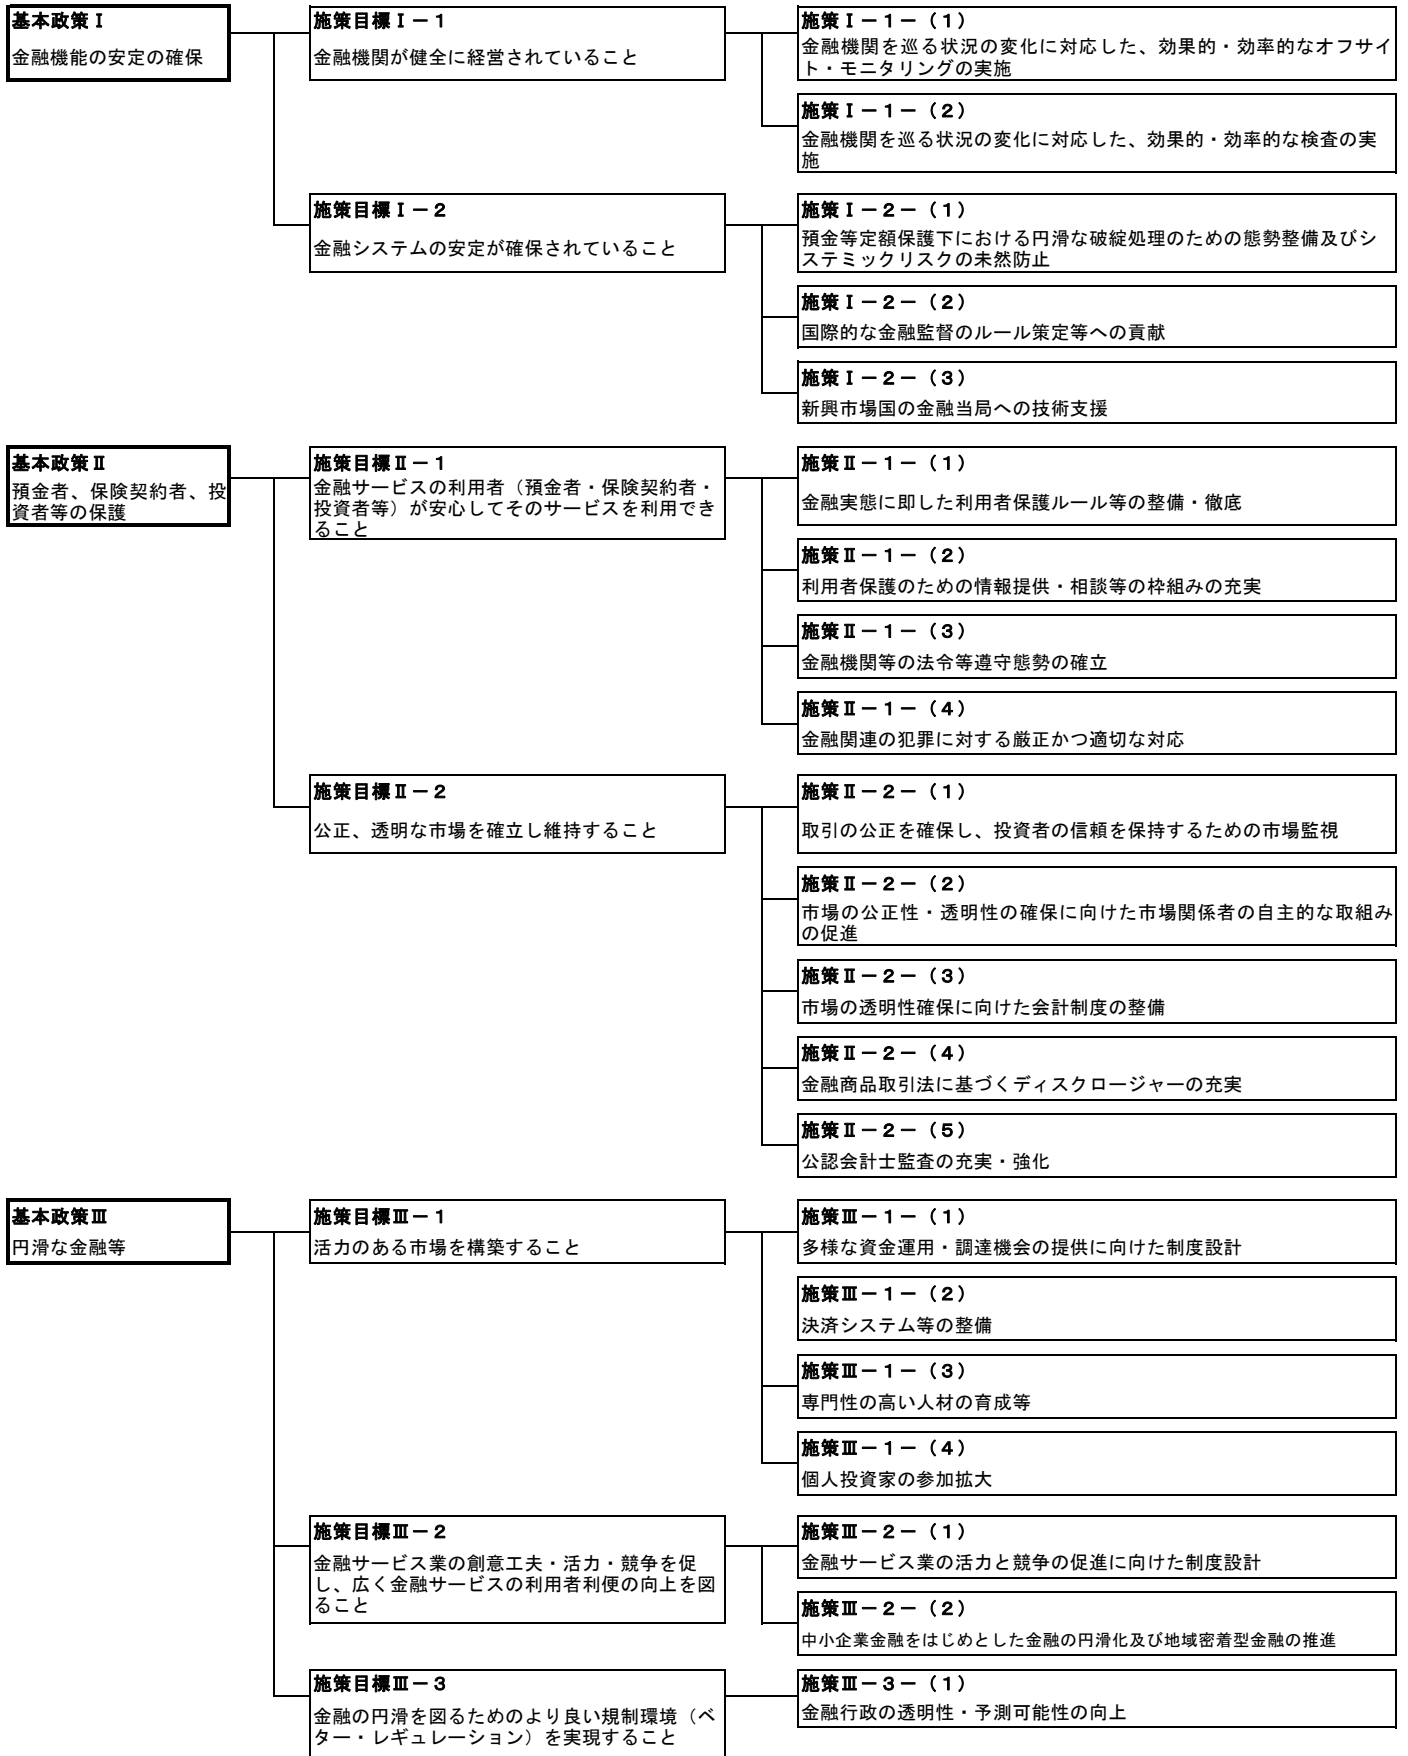 基本政策Ⅰ
金融機能の安定の確保
施策目標Ⅰ－１
金融機関が健全に経営されていること
施策Ⅰ－１－（１）
金融機関を巡る状況の変化に対応した、効果的・効率的なオフサイ
ト・モニタリングの実施
施策Ⅰ－１－（２）
金融機関を巡る状況の変化に対応した、効果的・効率的な検査の実
施
施策目標Ⅰ－２
金融システムの安定が確保されていること
施策Ⅰ－２－（１）
預金等定額保護下における円滑な破綻処理のための態勢整備及びシ
ステミックリスクの未然防止
施策Ⅰ－２－（２）
国際的な金融監督のルール策定等への貢献
施策Ⅰ－２－（３）
新興市場国の金融当局への技術支援
基本政策Ⅱ
預金者、保険契約者、投
資者等の保護
施策目標Ⅱ－１
金融サービスの利用者（預金者・保険契約者・
投資者等）が安心してそのサービスを利用でき
ること
施策Ⅱ－１－（１）
金融実態に即した利用者保護ルール等の整備・徹底
施策Ⅱ－１－（２）
利用者保護のための情報提供・相談等の枠組みの充実
施策Ⅱ－１－（３）
金融機関等の法令等遵守態勢の確立
施策Ⅱ－１－（４）
金融関連の犯罪に対する厳正かつ適切な対応
施策目標Ⅱ－２
公正、透明な市場を確立し維持すること
施策Ⅱ－２－（１）
取引の公正を確保し、投資者の信頼を保持するための市場監視
施策Ⅱ－２－（２）
市場の公正性・透明性の確保に向けた市場関係者の自主的な取組み
の促進
施策Ⅱ－２－（３）
市場の透明性確保に向けた会計制度の整備
施策Ⅱ－２－（４）
金融商品取引法に基づくディスクロージャーの充実
施策Ⅱ－２－（５）
公認会計士監査の充実・強化
基本政策Ⅲ
円滑な金融等
施策目標Ⅲ－１
活力のある市場を構築すること
施策Ⅲ－１－（１）
多様な資金運用・調達機会の提供に向けた制度設計
施策Ⅲ－１－（２）
決済システム等の整備
施策Ⅲ－１－（３）
専門性の高い人材の育成等
施策Ⅲ－１－（４）
個人投資家の参加拡大
施策目標Ⅲ－２
金融サービス業の創意工夫・活力・競争を促
し、広く金融サービスの利用者利便の向上を図
ること
施策Ⅲ－２－（１）
金融サービス業の活力と競争の促進に向けた制度設計
施策Ⅲ－２－（２）
中小企業金融をはじめとした金融の円滑化及び地域密着型金融の推進
施策目標Ⅲ－３
金融の円滑を図るためのより良い規制環境（ベ
ター・レギュレーション）を実現すること
施策Ⅲ－３－（１）
金融行政の透明性・予測可能性の向上